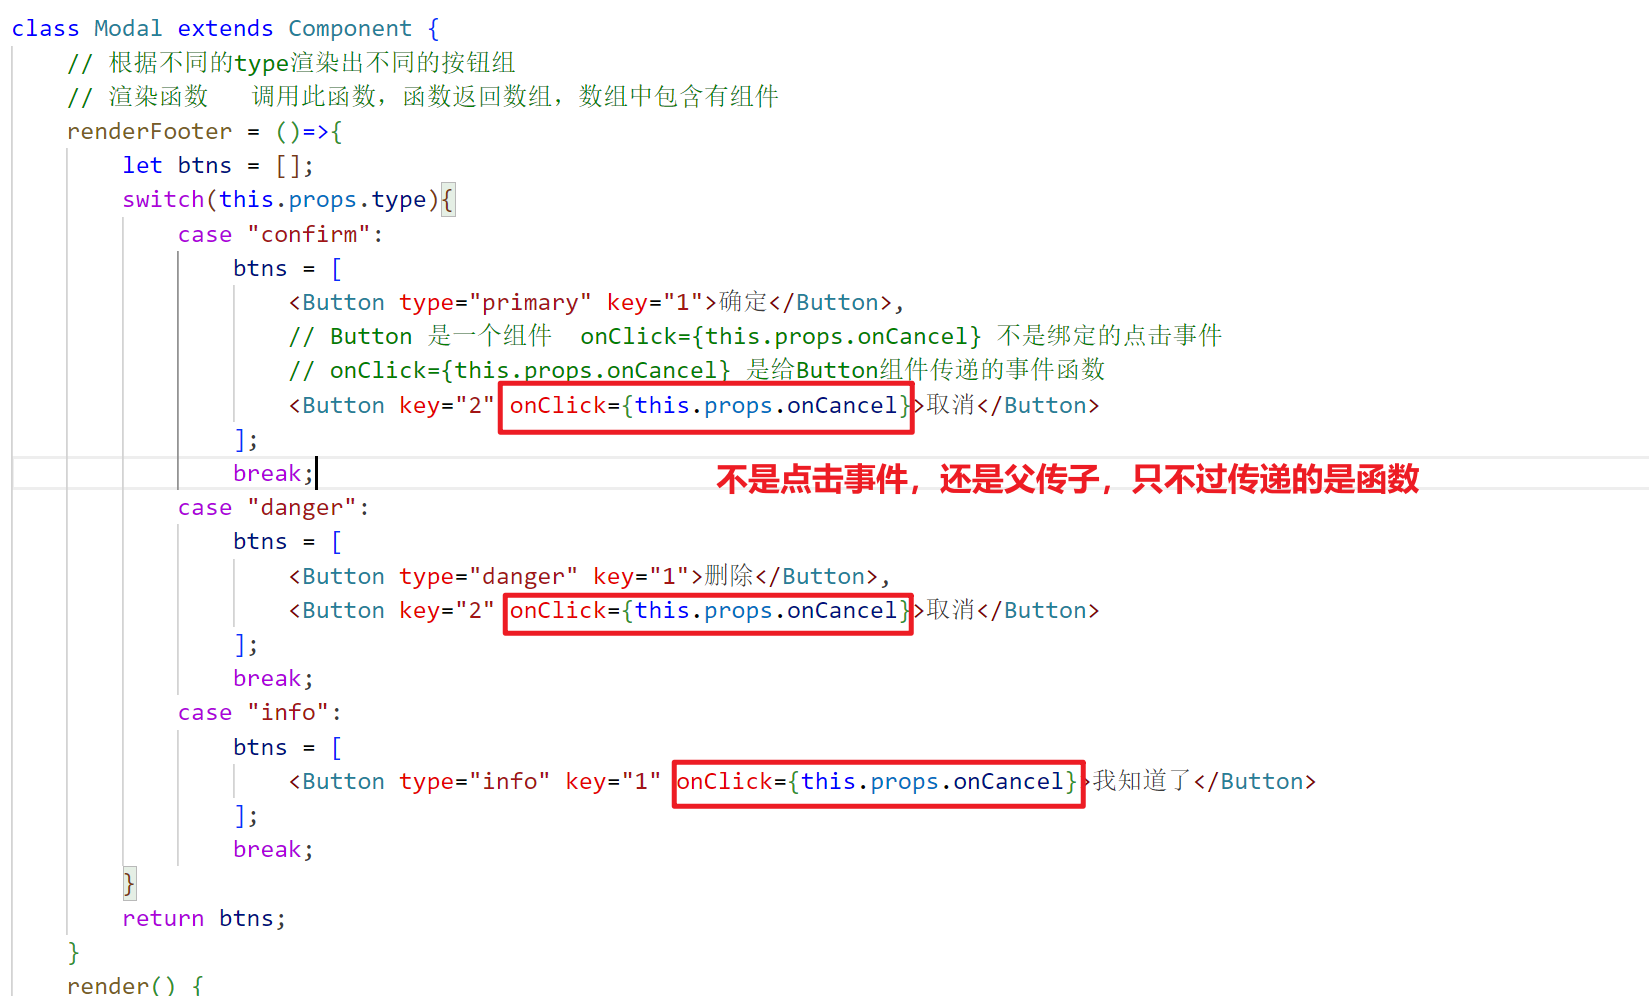 class Modal extends Component {
// 根据不同的type渲染出不同的按钮组
// 渲染函数   调用此函数，函数返回数组，数组中包含有组件
renderFooter = ()=>{
let btns = [];
switch(this.props.type){
case "confirm":
btns = [
<Button type="primary" key="1">确定</Button>,
// Button 是一个组件  onClick={this.props.onCancel} 不是绑定的点击事件
// onClick={this.props.onCancel} 是给Button组件传递的事件函数
<Button key="2" onClick={this.props.onCancel}>取消</Button>
];
break;
不是点击事件，还是父传子，只不过传递的是函数
case "danger":
btns = [
<Button type="danger" key="1">删除</Button>,
<Button key="2" onClick={this.props.onCancel}>取消</Button>
];
break;
case "info":
btns = [
<Button type="info" key="1" onClick={this.props.onCancel}>我知道了</Button>
];
break;
}
return btns;
}
render() {